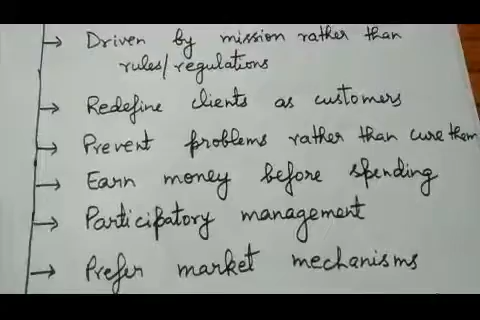 → Driven by mission rather than
rules/regulations
→ Redefine clients as customers
→ Prevent problems rather than cure them
→ Earn money before spending
→ Participatory management
→ Prefer market mechanisms